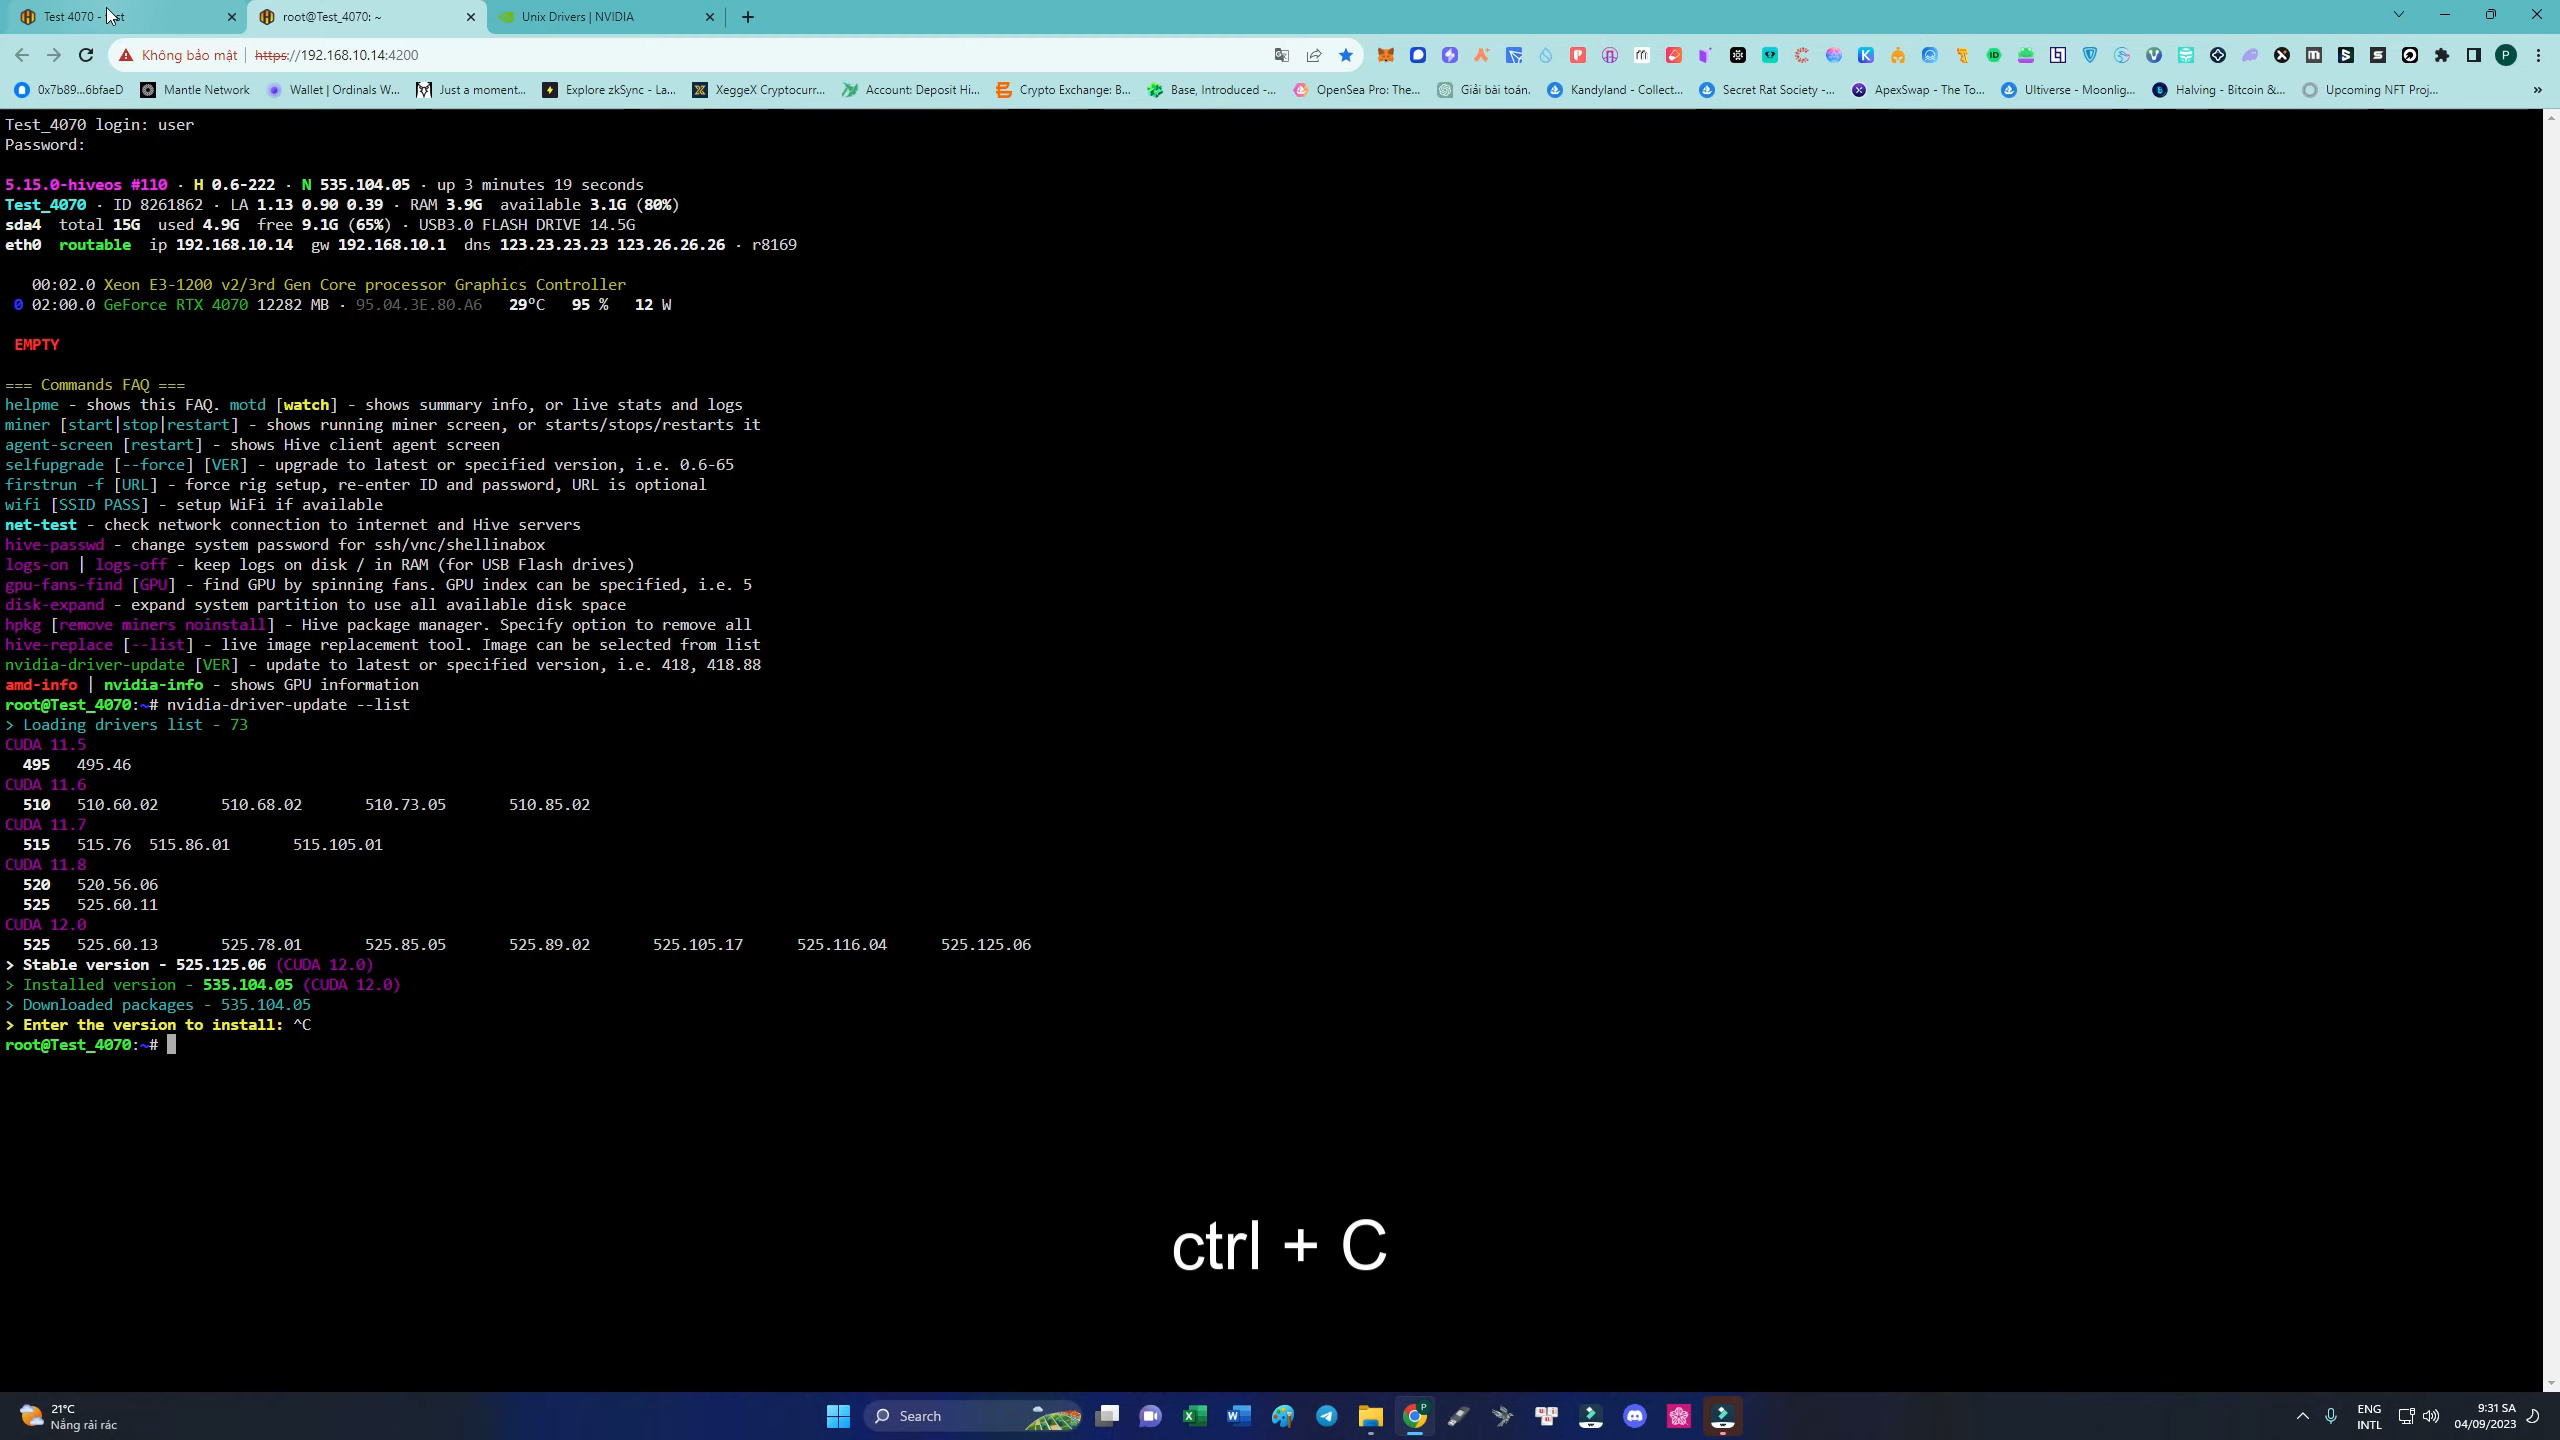 Test 4070 - Test
root@Test_4070: ~
Unix Drivers | NVIDIA
Không bảo mật
https://192.168.10.14:4200
0x7b89...6bfaeD
Mantle Network
Wallet | Ordinals W...
Just a moment...
Explore zkSync - La...
XeggeX Cryptocurr...
Account: Deposit Hi...
Crypto Exchange: B...
Base, Introduced -...
OpenSea Pro: The...
Giải bài toán.
Kandyland - Collect...
Secret Rat Society -...
ApexSwap - The To...
Ultiverse - Moonlig...
Halving - Bitcoin &...
Upcoming NFT Proj...
»
Test_4070 login: user
Password:
5.15.0-hiveos #110 · H 0.6-222 · N 535.104.05 · up 3 minutes 19 seconds
Test_4070 · ID 8261862 · LA 1.13 0.90 0.39 · RAM 3.9G available 3.1G (80%)
sda4 total 15G used 4.9G free 9.1G (65%) · USB3.0 FLASH DRIVE 14.5G
eth0 routable ip 192.168.10.14 gw 192.168.10.1 dns 123.23.23.23 123.26.26.26 · r8169
00:02.0 Xeon E3-1200 v2/3rd Gen Core processor Graphics Controller
0 02:00.0 GeForce RTX 4070 12282 MB · 95.04.3E.80.A6 29°C 95 % 12 W
EMPTY
=== Commands FAQ ===
helpme - shows this FAQ. motd [watch] - shows summary info, or live stats and logs
miner [start|stop|restart] - shows running miner screen, or starts/stops/restarts it
agent-screen [restart] - shows Hive client agent screen
selfupgrade [--force] [VER] - upgrade to latest or specified version, i.e. 0.6-65
firstrun -f [URL] - force rig setup, re-enter ID and password, URL is optional
wifi [SSID PASS] - setup WiFi if available
net-test - check network connection to internet and Hive servers
hive-passwd - change system password for ssh/vnc/shellinabox
logs-on | logs-off - keep logs on disk / in RAM (for USB Flash drives)
gpu-fans-find [GPU] - find GPU by spinning fans. GPU index can be specified, i.e. 5
disk-expand - expand system partition to use all available disk space
hpkg [remove miners noinstall] - Hive package manager. Specify option to remove all
hive-replace [--list] - live image replacement tool. Image can be selected from list
nvidia-driver-update [VER] - update to latest or specified version, i.e. 418, 418.88
amd-info | nvidia-info - shows GPU information
root@Test_4070:~# nvidia-driver-update --list
> Loading drivers list - 73
CUDA 11.5
495 495.46
CUDA 11.6
510 510.60.02 510.68.02 510.73.05 510.85.02
CUDA 11.7
515 515.76 515.86.01 515.105.01
CUDA 11.8
520 520.56.06
525 525.60.11
CUDA 12.0
525 525.60.13 525.78.01 525.85.05 525.89.02 525.105.17 525.116.04 525.125.06
> Stable version - 525.125.06 (CUDA 12.0)
> Installed version - 535.104.05 (CUDA 12.0)
> Downloaded packages - 535.104.05
> Enter the version to install: ^C
root@Test_4070:~#
ctrl + C
21°C
Nắng rải rác
Search
ENG
INTL
9:31 SA
04/09/2023